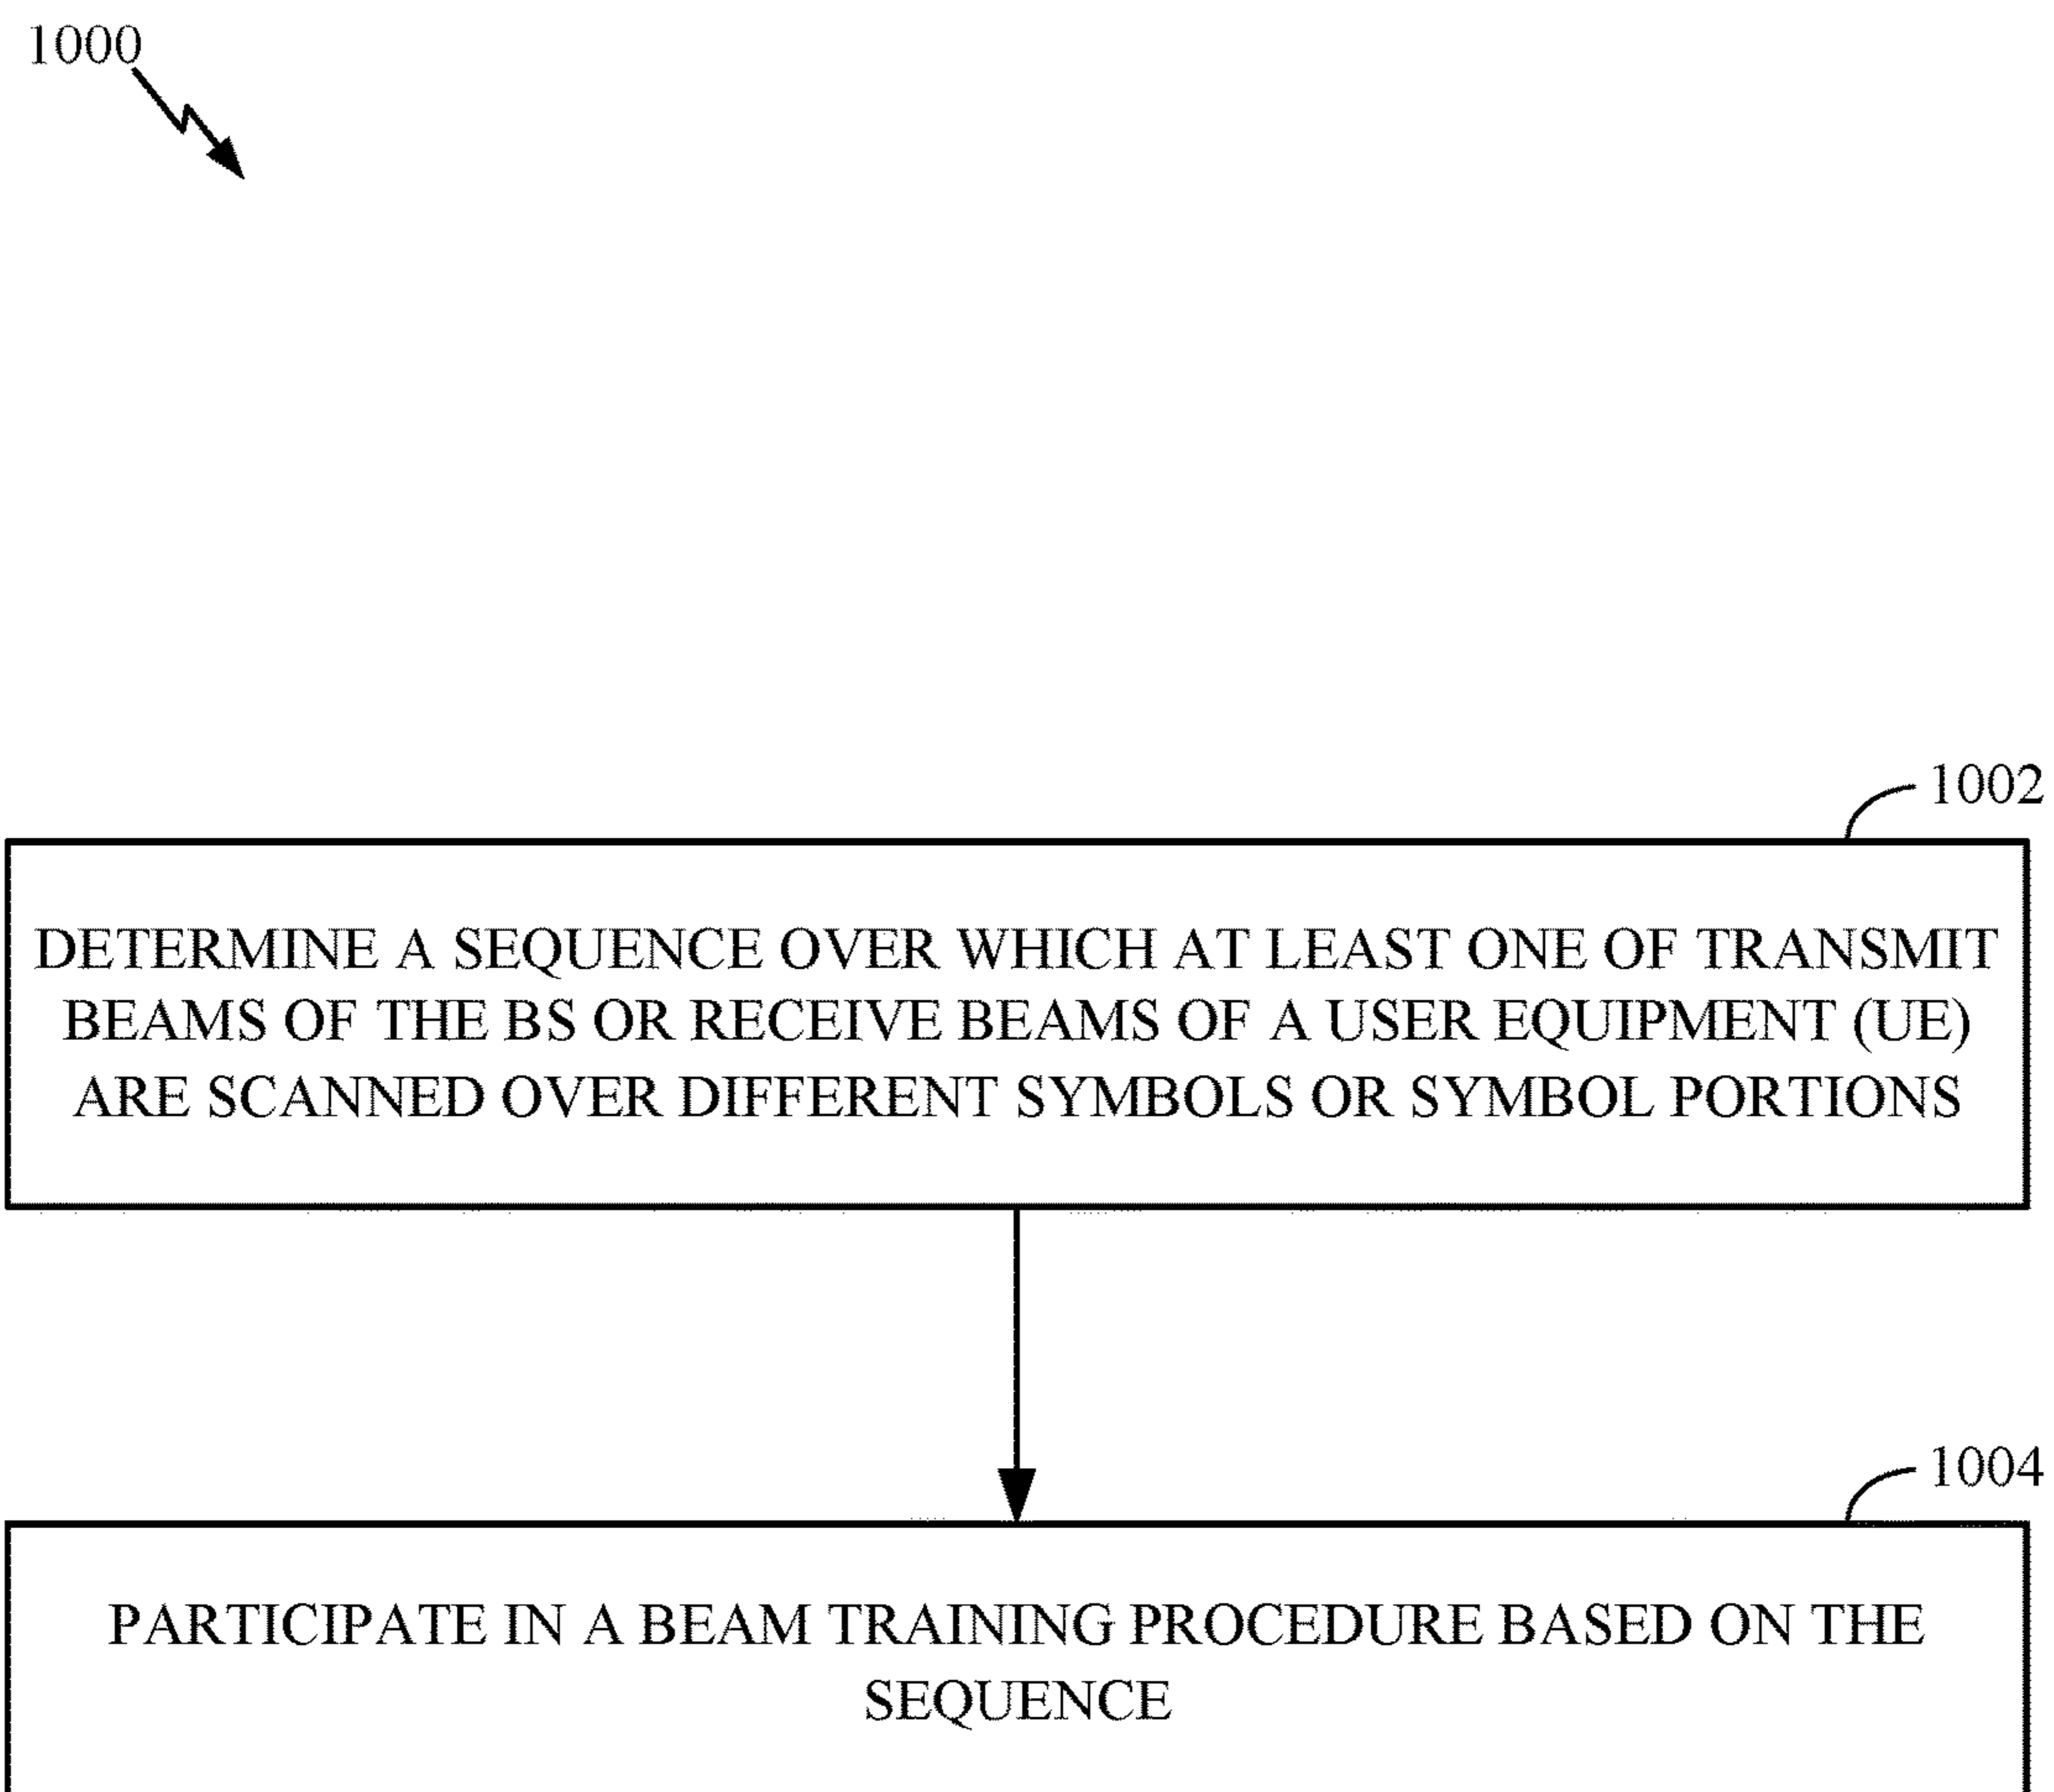 1000
1002
DETERMINE A SEQUENCE OVER WHICH AT LEAST ONE OF TRANSMIT
BEAMS OF THE BS OR RECEIVE BEAMS OF A USER EQUIPMENT (UE)
ARE SCANNED OVER DIFFERENT SYMBOLS OR SYMBOL PORTIONS
1004
PARTICIPATE IN A BEAM TRAINING PROCEDURE BASED ON THE
SEQUENCE